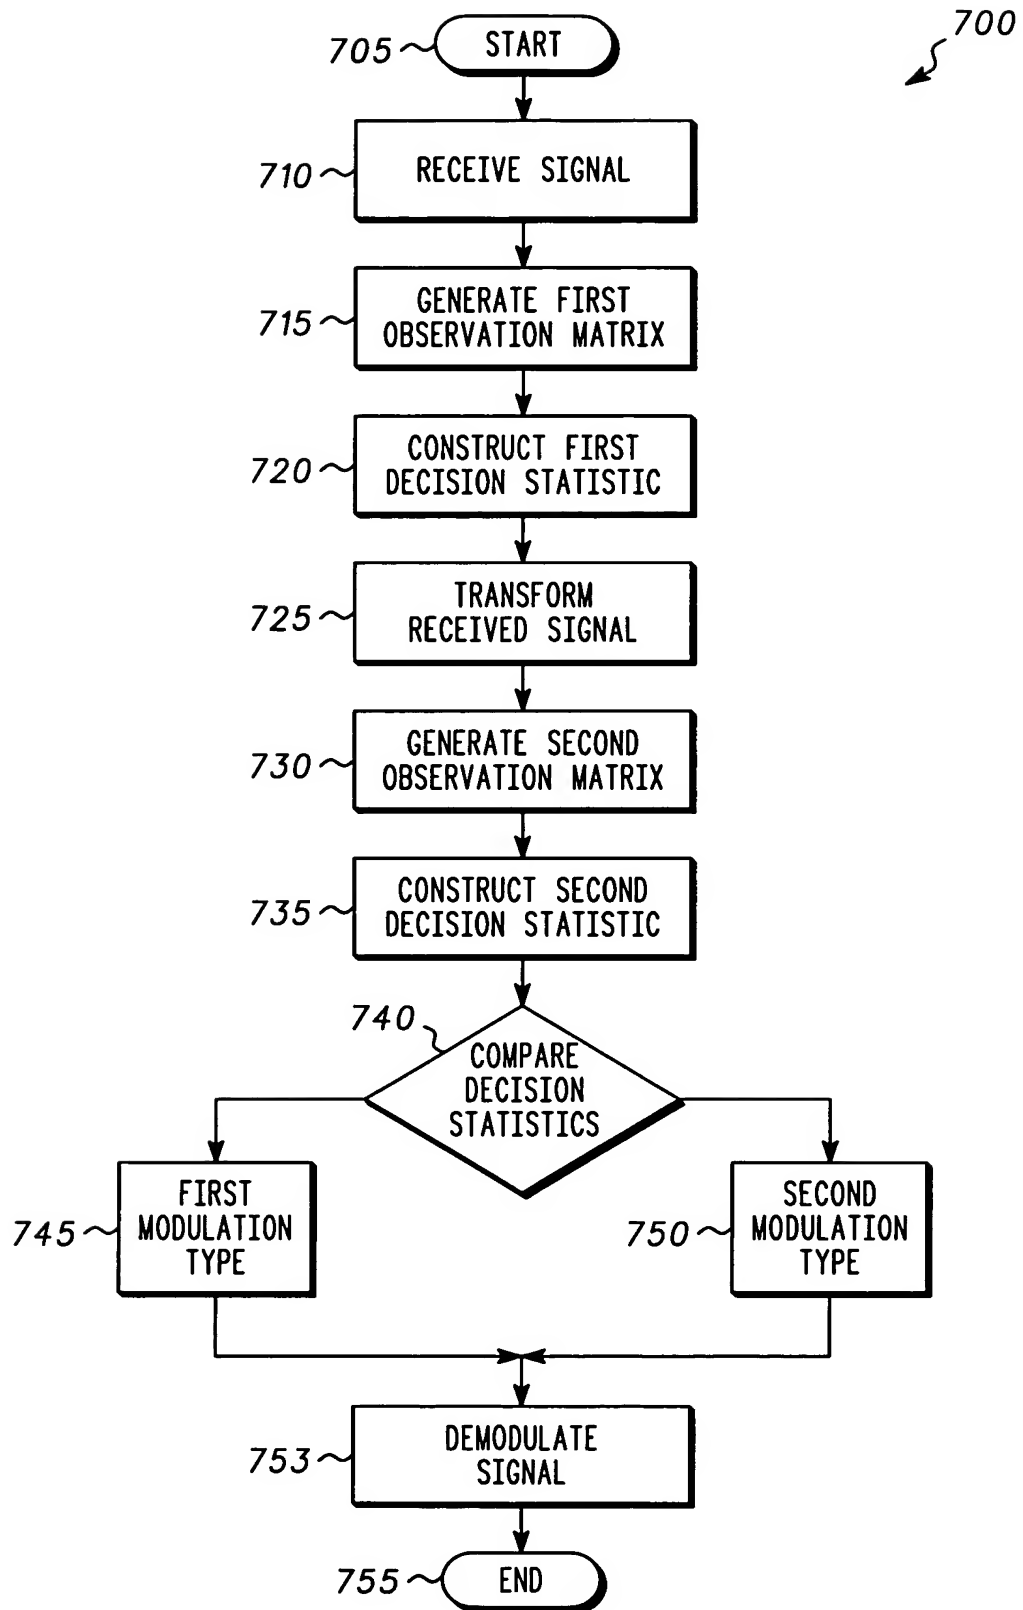 700
705
START
710
RECEIVE SIGNAL
715
GENERATE FIRST
OBSERVATION MATRIX
720
CONSTRUCT FIRST
DECISION STATISTIC
725
TRANSFORM
RECEIVED SIGNAL
730
GENERATE SECOND
OBSERVATION MATRIX
735
CONSTRUCT SECOND
DECISION STATISTIC
740
COMPARE
DECISION
STATISTICS
745
FIRST
MODULATION
TYPE
750
SECOND
MODULATION
TYPE
753
DEMODULATE
SIGNAL
755
END